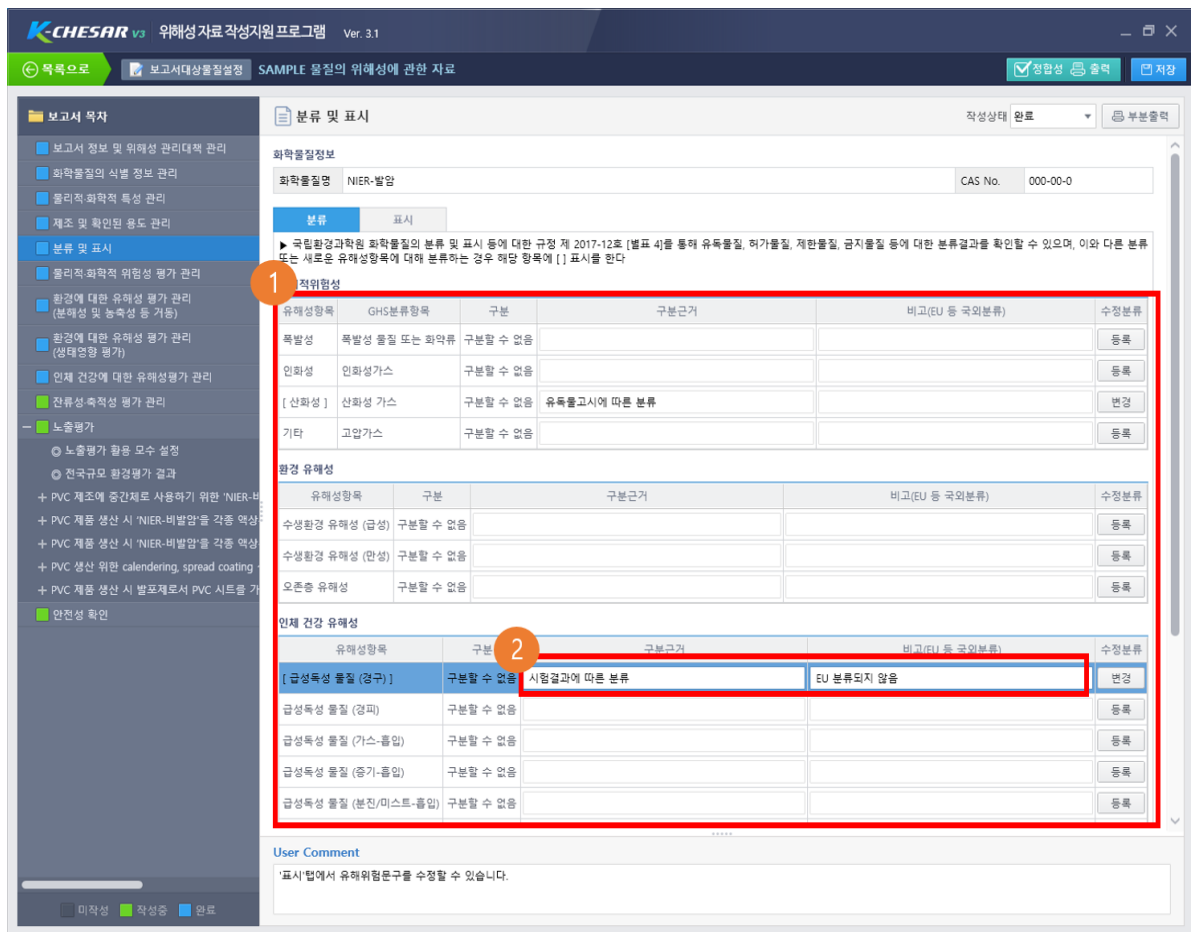 K-CHESAR V3 위해성 자료 작성지원 프로그램 Ver. 3.1
목록으로 보고서대상물질설정 SAMPLE 물질의 위해성에 관한 자료 정합성 출력 저장
보고서 목차
보고서 정보 및 위해성 관리대책 관리
화학물질의 식별 정보 관리
물리적·화학적 특성 관리
제조 및 확인된 용도 관리
분류 및 표시
물리적·화학적 위험성 평가 관리
환경에 대한 유해성 평가 관리
(분해성 및 농축성 등 거동)
환경에 대한 유해성 평가 관리
(생태영향 평가)
인체 건강에 대한 유해성평가 관리
잔류성·축적성 평가 관리
노출평가
노출평가 활용 모수 설정
전국규모 환경평가 결과
PVC 제조에 중간체로 사용하기 위한 'NIER-비
PVC 제품 생산 시 'NIER-비발암'을 각종 액상
PVC 제품 생산 시 'NIER-비발암'을 각종 액상
PVC 생산 위한 calendering, spread coating
PVC 제품 생산 시 발포제로서 PVC 시트를 가
안전성 확인
미작성 작성중 완료
분류 및 표시 작성상태 완료 부분출력
화학물질정보
화학물질명 NIER-발암 CAS No. 000-00-0
분류 표시
▶ 국립환경과학원 화학물질의 분류 및 표시 등에 대한 규정 제 2017-12호 [별표 4]를 통해 유독물질, 허가물질, 제한물질, 금지물질 등에 대한 분류결과를 확인할 수 있으며, 이와 다른 분류
또는 새로운 유해성항목에 대해 분류하는 경우 해당 항목에 [ ] 표시를 한다
1
적위험성
유해성항목 GHS분류항목 구분 구분근거 비고(EU 등 국외분류) 수정분류
폭발성 폭발성 물질 또는 화약류 구분할 수 없음 등록
인화성 인화성가스 구분할 수 없음 등록
[ 산화성 ] 산화성 가스 구분할 수 없음 유독물고시에 따른 분류 변경
기타 고압가스 구분할 수 없음 등록
환경 유해성
유해성항목 구분 구분근거 비고(EU 등 국외분류) 수정분류
수생환경 유해성 (급성) 구분할 수 없음 등록
수생환경 유해성 (만성) 구분할 수 없음 등록
오존층 유해성 구분할 수 없음 등록
인체 건강 유해성
2
유해성항목 구분 구분근거 비고(EU 등 국외분류) 수정분류
[ 급성독성 물질 (경구) ] 구분할 수 없음 시험결과에 따른 분류 EU 분류되지 않음 변경
급성독성 물질 (경피) 구분할 수 없음 등록
급성독성 물질 (가스-흡입) 구분할 수 없음 등록
급성독성 물질 (증기-흡입) 구분할 수 없음 등록
급성독성 물질 (분진/미스트-흡입) 구분할 수 없음 등록
User Comment
'표시'탭에서 유해위험문구를 수정할 수 있습니다.